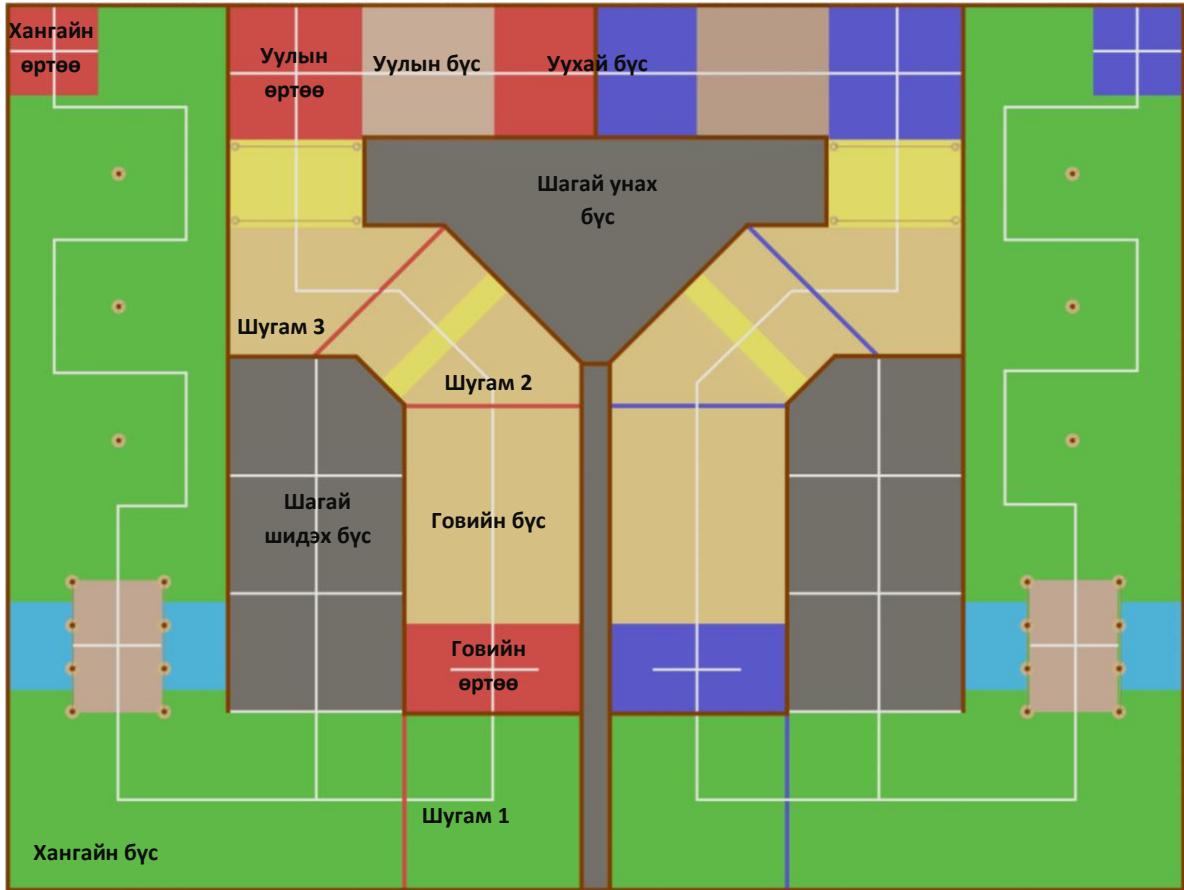 Хангайн
өртөө
Уулын
өртөө
Уулын бүс
Уухай бүс
Шагай унах
бүс
Шугам 3
Шугам 2
Шагай
шидэх бүс
Говийн бүс
Говийн
өртөө
Шугам 1
Хангайн бүс